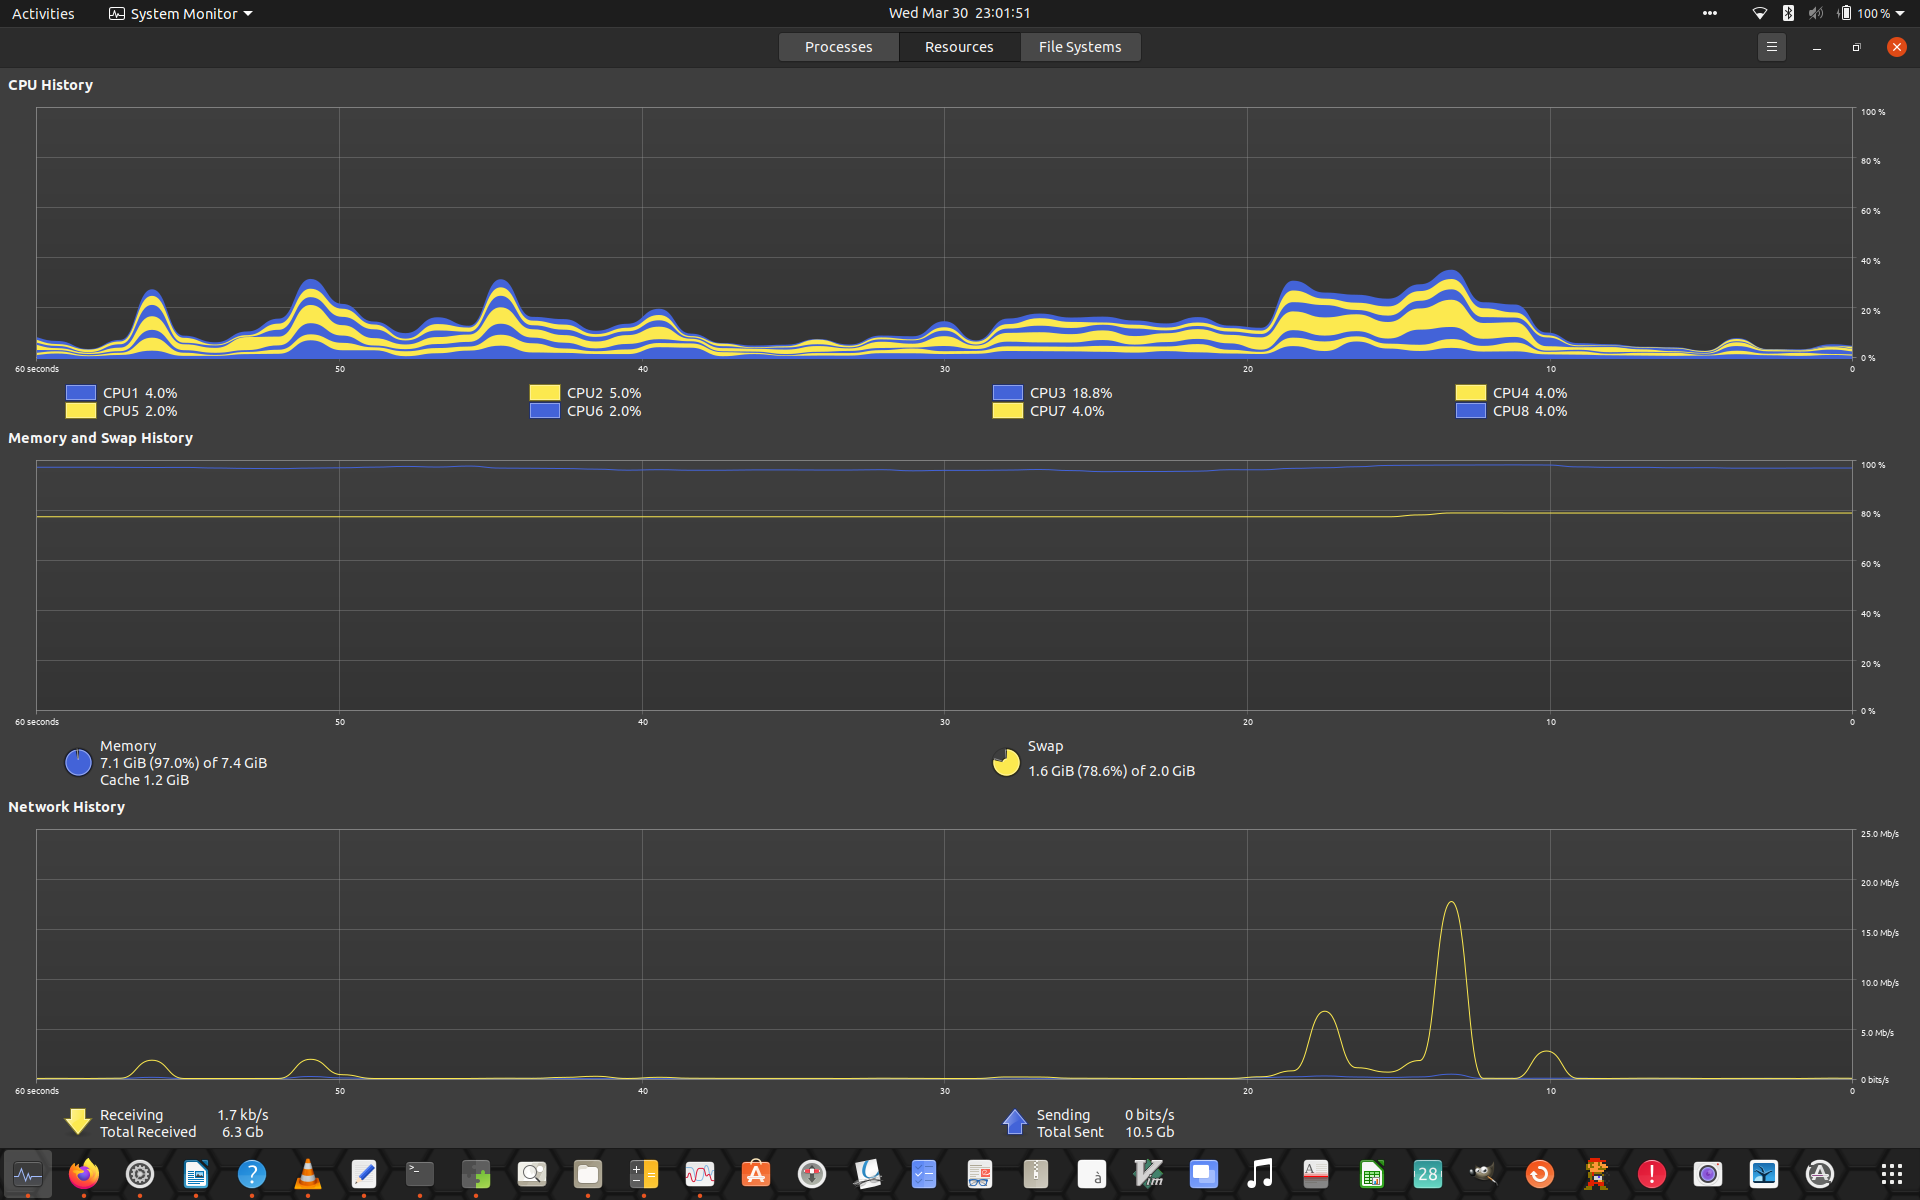 Activities System Monitor Wed Mar 30 23:01:51 100 %
Processes Resources File Systems
CPU History
100 %
80 %
60 %
40 %
20 %
0 %
60 seconds 50 40 30 20 10 0
CPU1 4.0% CPU2 5.0% CPU3 18.8% CPU4 4.0%
CPU5 2.0% CPU6 2.0% CPU7 4.0% CPU8 4.0%
Memory and Swap History
100 %
80 %
60 %
40 %
20 %
0 %
60 seconds 50 40 30 20 10 0
Memory
7.1 GiB (97.0%) of 7.4 GiB
Cache 1.2 GiB
Swap
1.6 GiB (78.6%) of 2.0 GiB
Network History
25.0 Mb/s
20.0 Mb/s
15.0 Mb/s
10.0 Mb/s
5.0 Mb/s
0 bits/s
60 seconds 50 40 30 20 10 0
Receiving 1.7 kb/s Sending 0 bits/s
Total Received 6.3 Gb Total Sent 10.5 Gb
? >_ A à Vim A 28 !